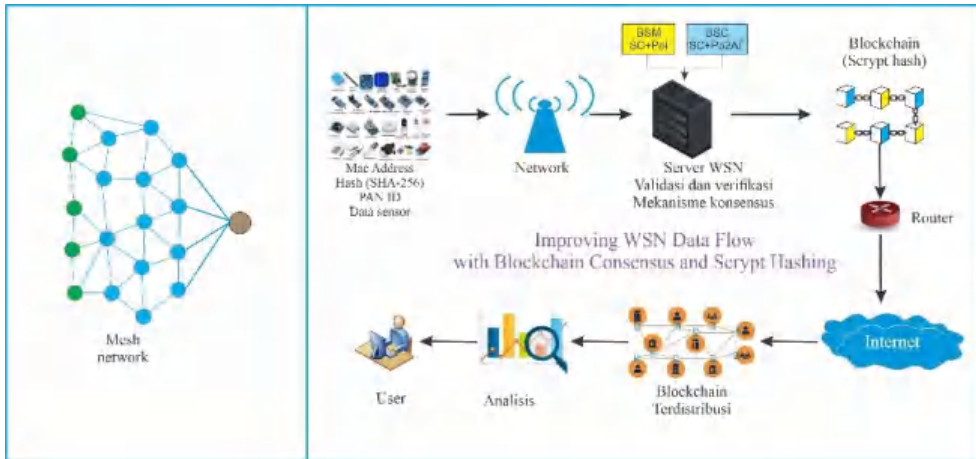 Mesh
network
Mac Address
Hash (SHA-256)
PAN ID
Data sensor
Network
BSM
SC+PoI
BSC
Server WSN
Validasi dan verifikasi
Mekanisme konsensus
Blockchain
(Scrypt hash)
Router
Improving WSN Data Flow
with Blockchain Consensus and Scrypt Hashing
Internet
Blockchain
Terdistribusi
Analisis
User